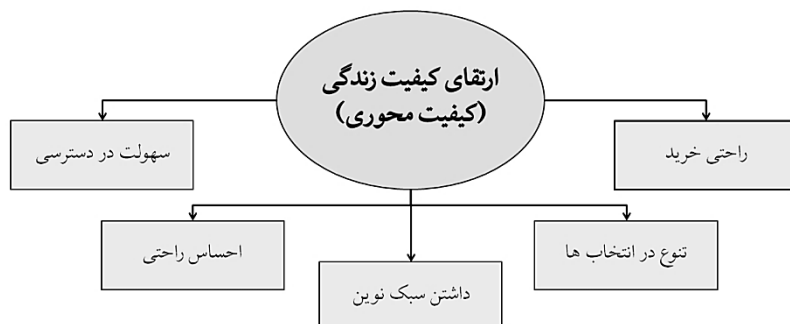 ارتقای کیفیت زندگی
(کیفیت محوری)
راحتی خرید
سهولت در دسترسی
تنوع در انتخاب ها
احساس راحتی
داشتن سبک نوین